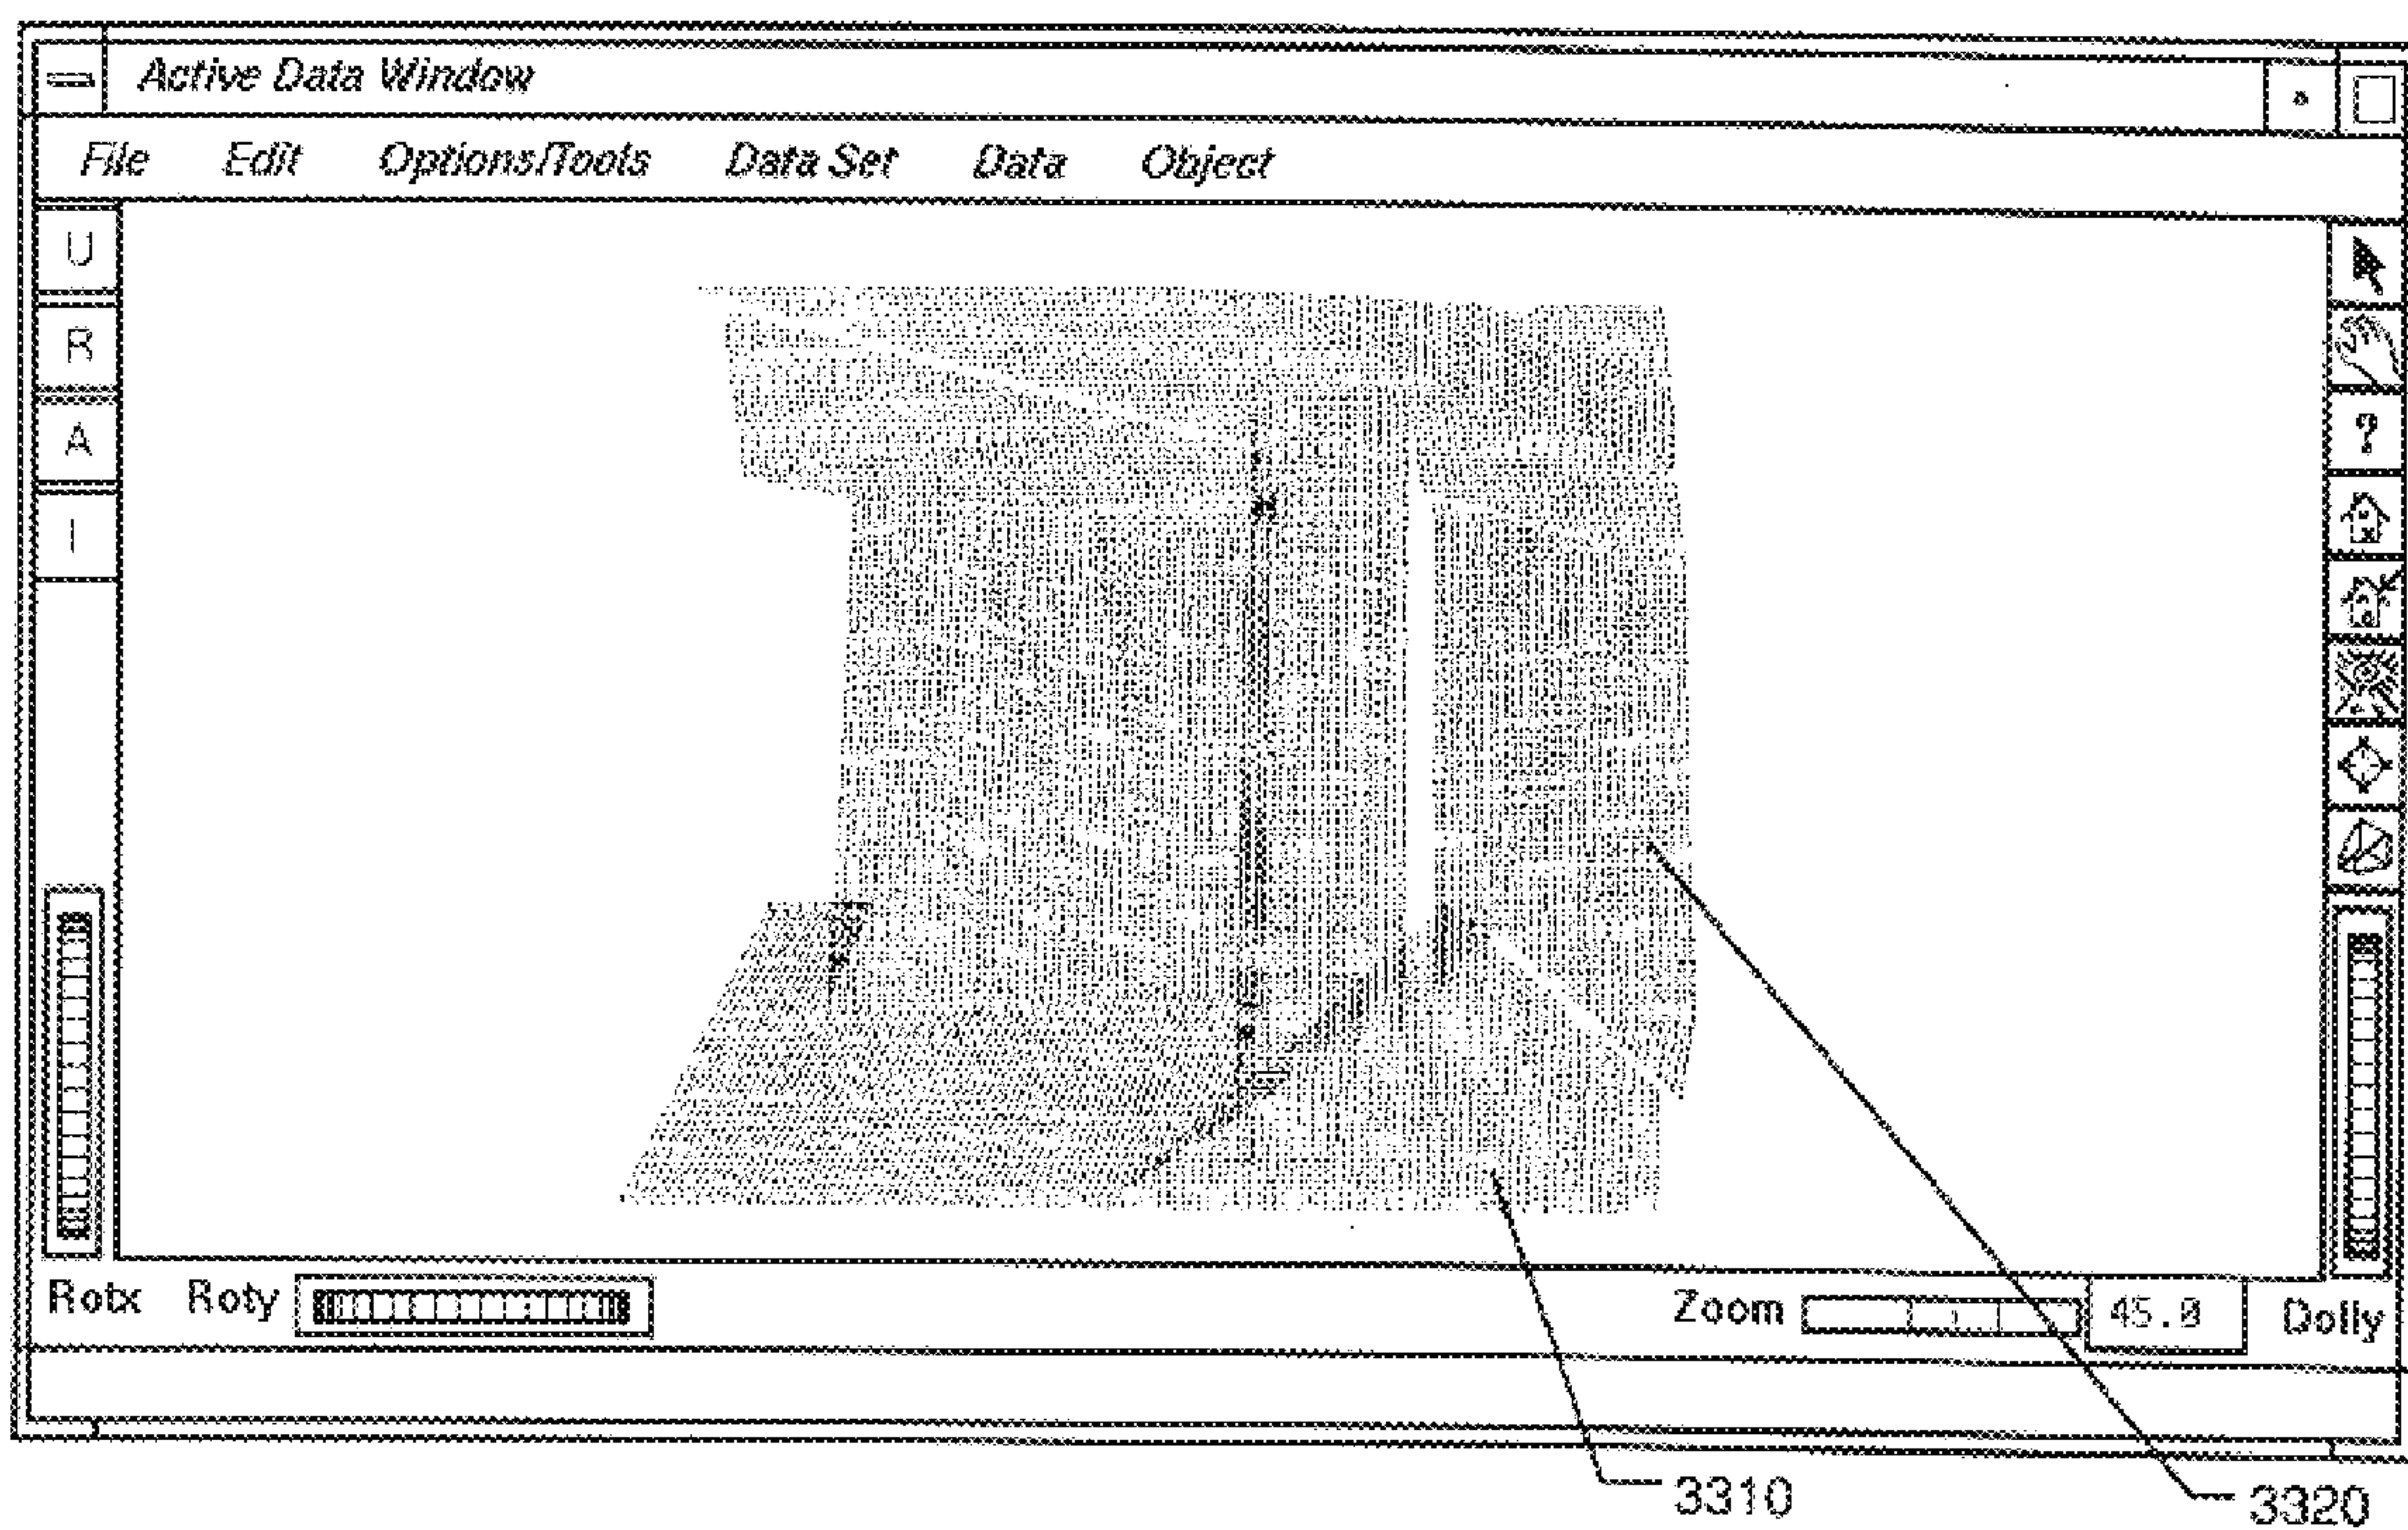 Active Data Window
File Edit Options/Tools Data Set Data Object
U
R
A
I
?
Rotx Roty Zoom 45.0 Dolly
3310
3320